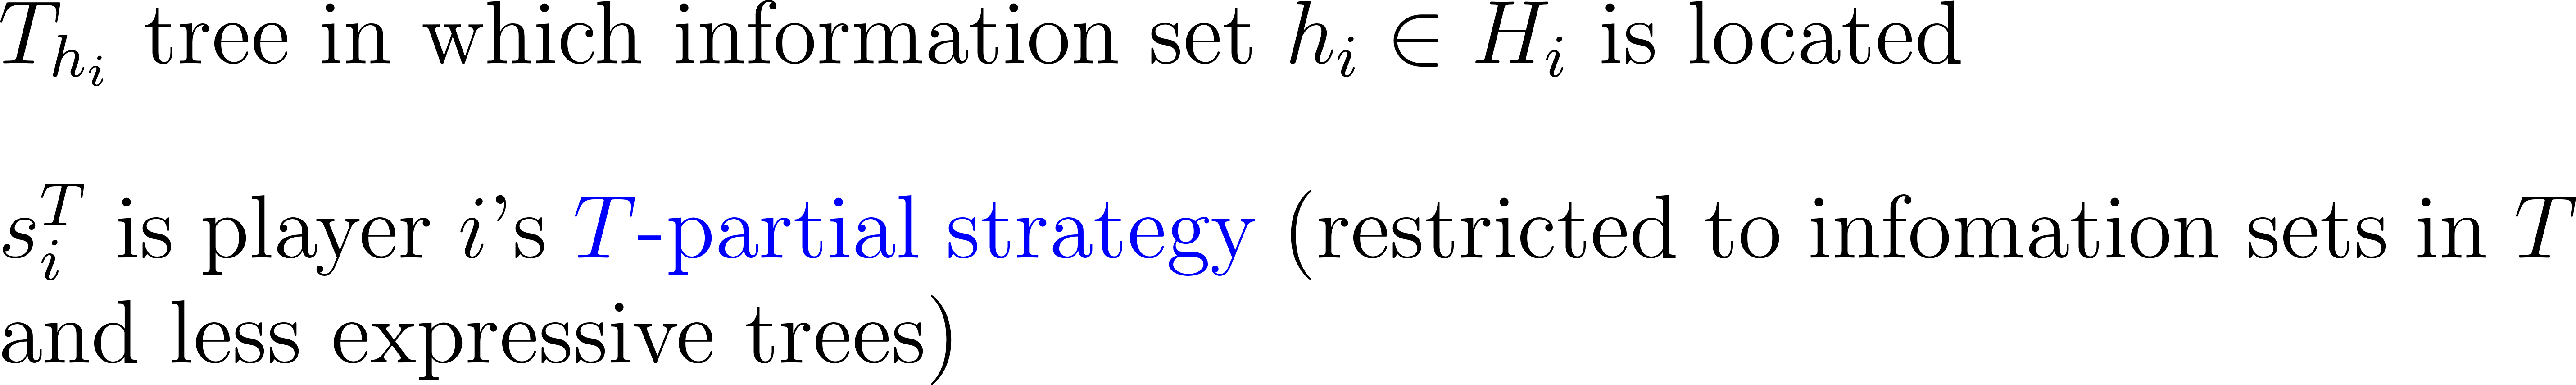 $T_{h_i}$ tree in which information set $h_i \in H_i$ is located
$s_i^T$ is player $i$'s $T$-partial strategy (restricted to infomation sets in $T$
and less expressive trees)